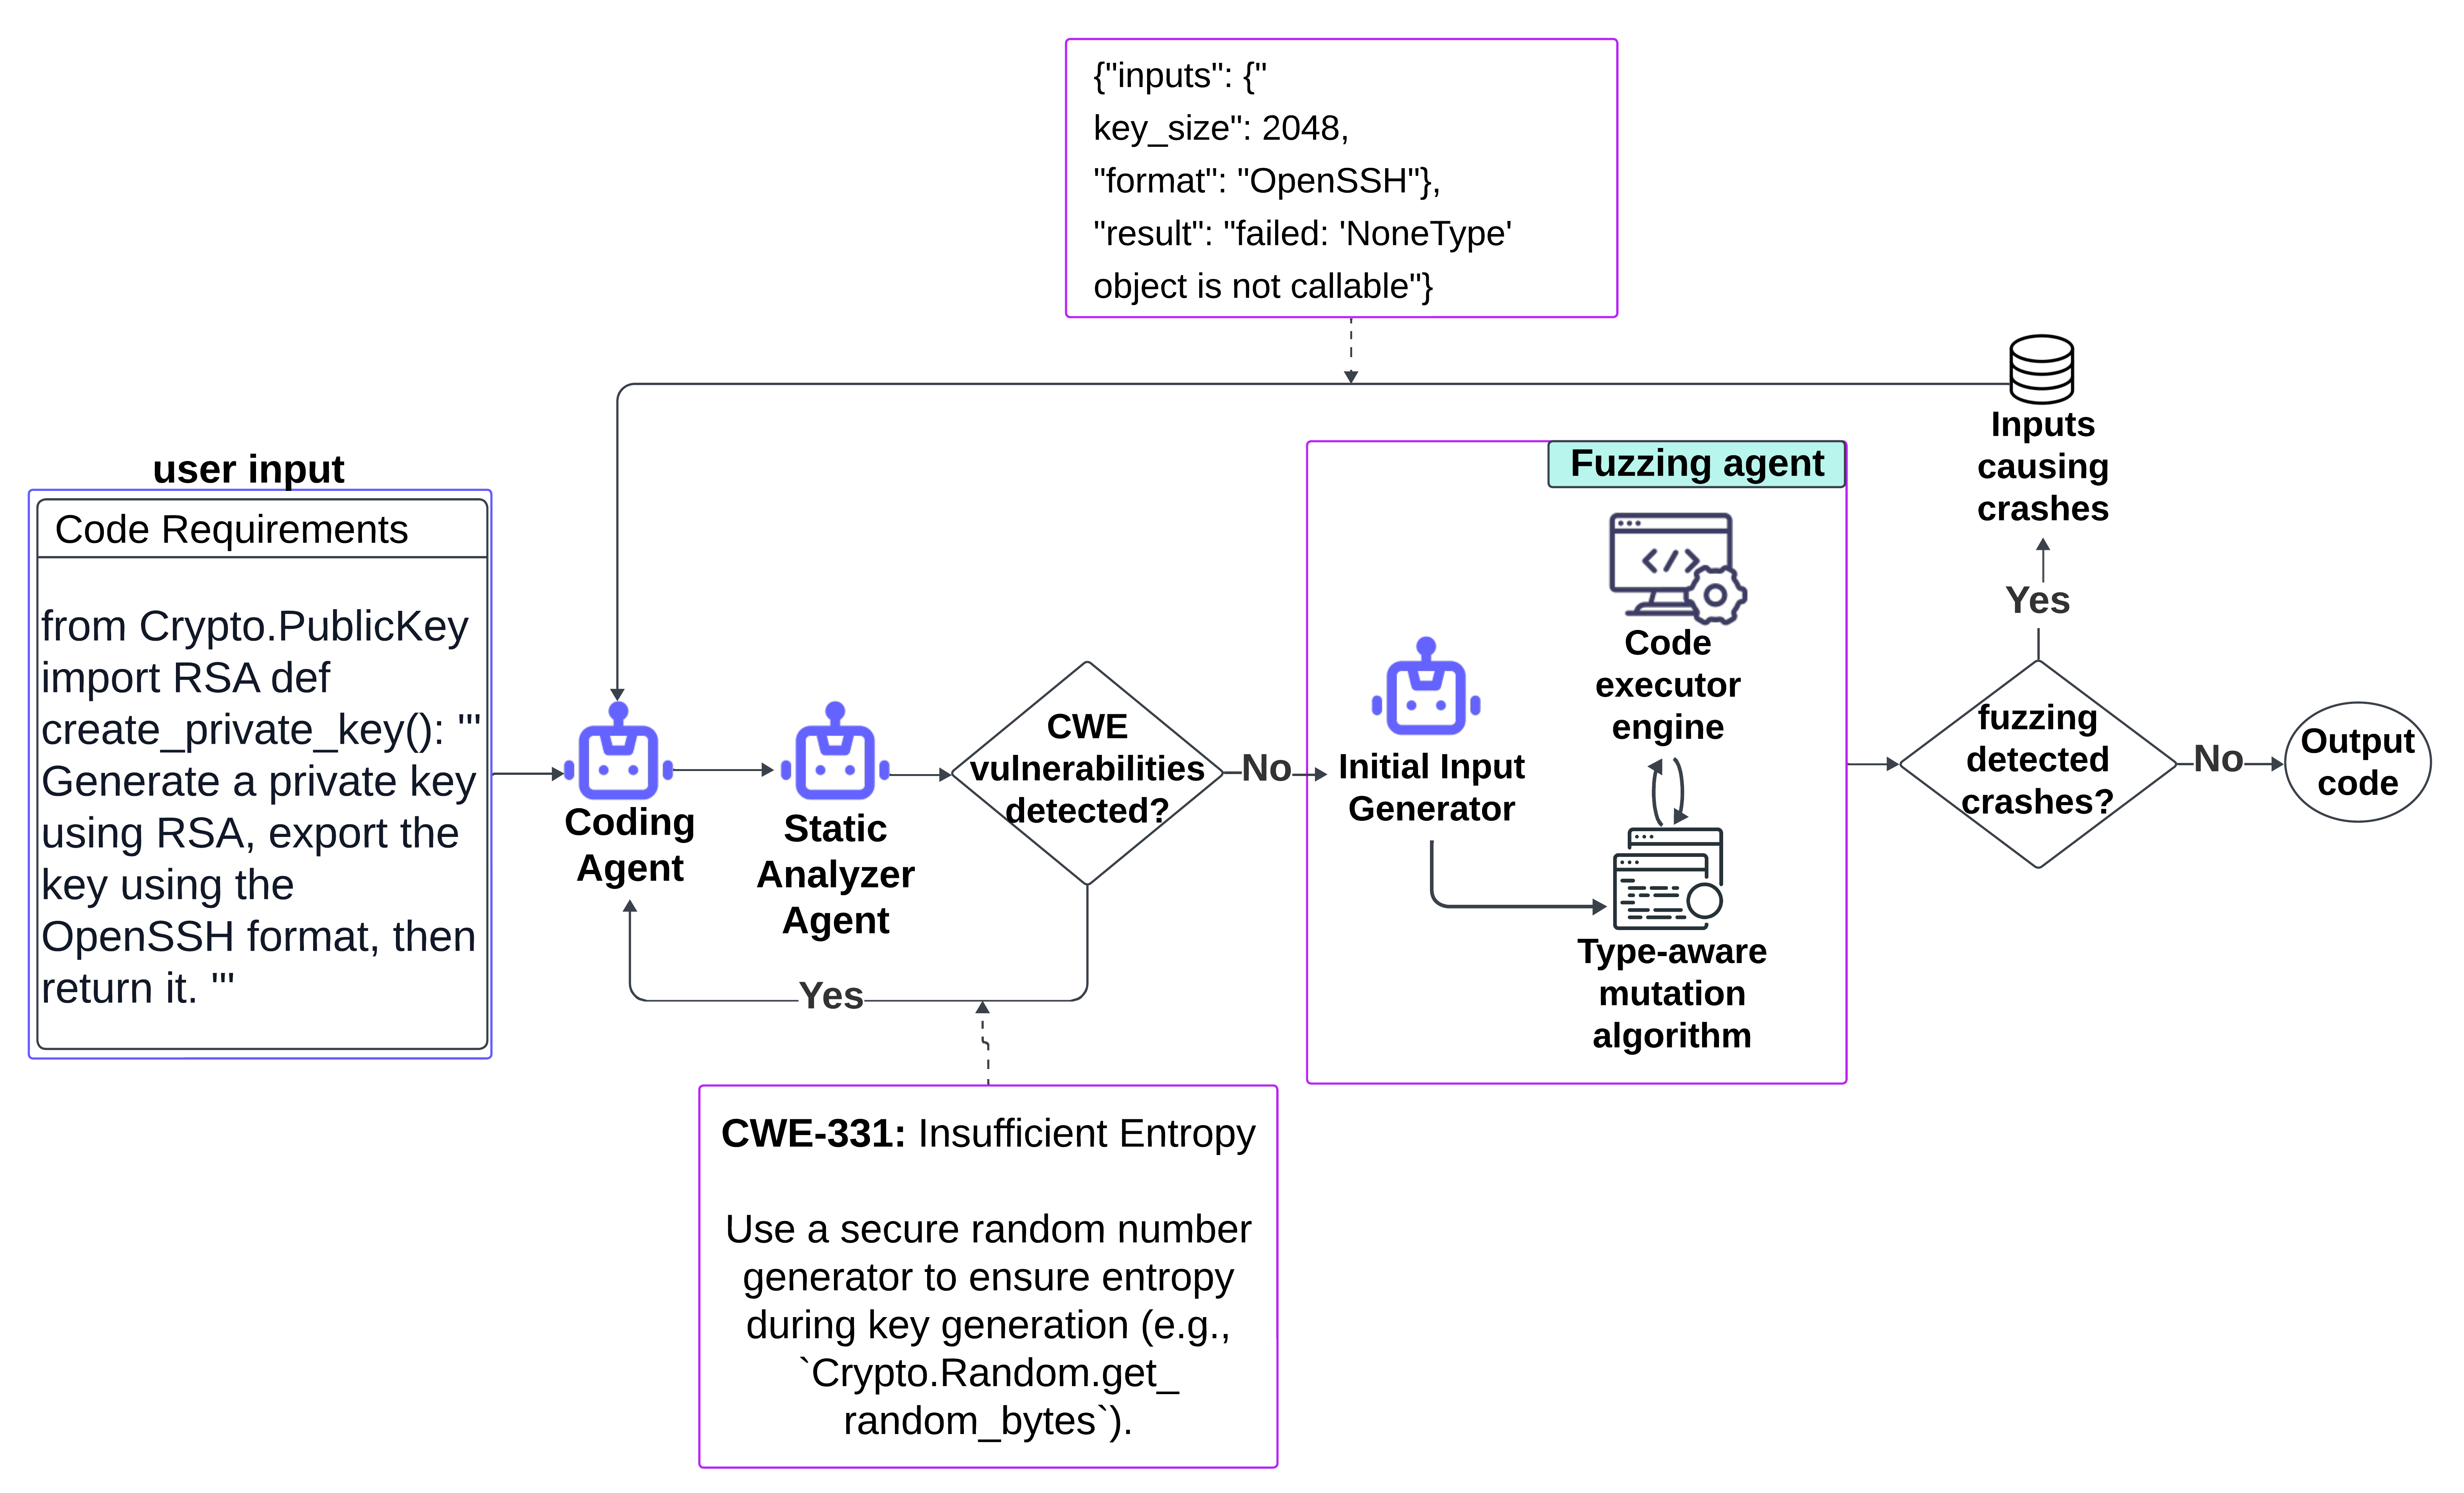 {"inputs": {"
key_size": 2048,
"format": "OpenSSH"},
"result": "failed: 'NoneType'
object is not callable"}
user input
Code Requirements
from Crypto.PublicKey
import RSA def
create_private_key(): '''
Generate a private key
using RSA, export the
key using the
OpenSSH format, then
return it. '''
Coding
Agent
Static
Analyzer
Agent
CWE
vulnerabilities
detected?
Yes
No
CWE-331: Insufficient Entropy
Use a secure random number
generator to ensure entropy
during key generation (e.g.,
`Crypto.Random.get_
random_bytes`).
Fuzzing agent
Initial Input
Generator
Code
executor
engine
Type-aware
mutation
algorithm
fuzzing
detected
crashes?
Yes
Inputs
causing
crashes
No
Output
code